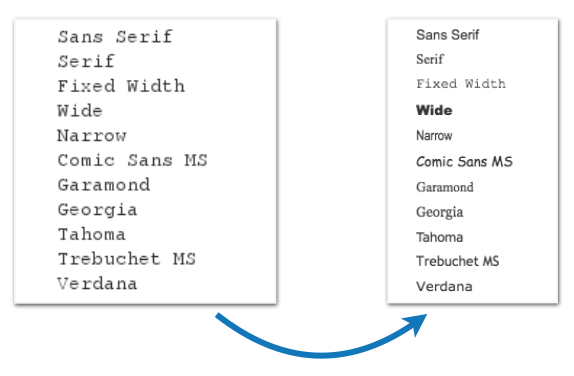 Sans Serif
Serif
Fixed Width
Wide
Narrow
Comic Sans MS
Garamond
Georgia
Tahoma
Trebuchet MS
Verdana
Sans Serif
Serif
Fixed Width
Wide
Narrow
Comic Sans MS
Garamond
Georgia
Tahoma
Trebuchet MS
Verdana